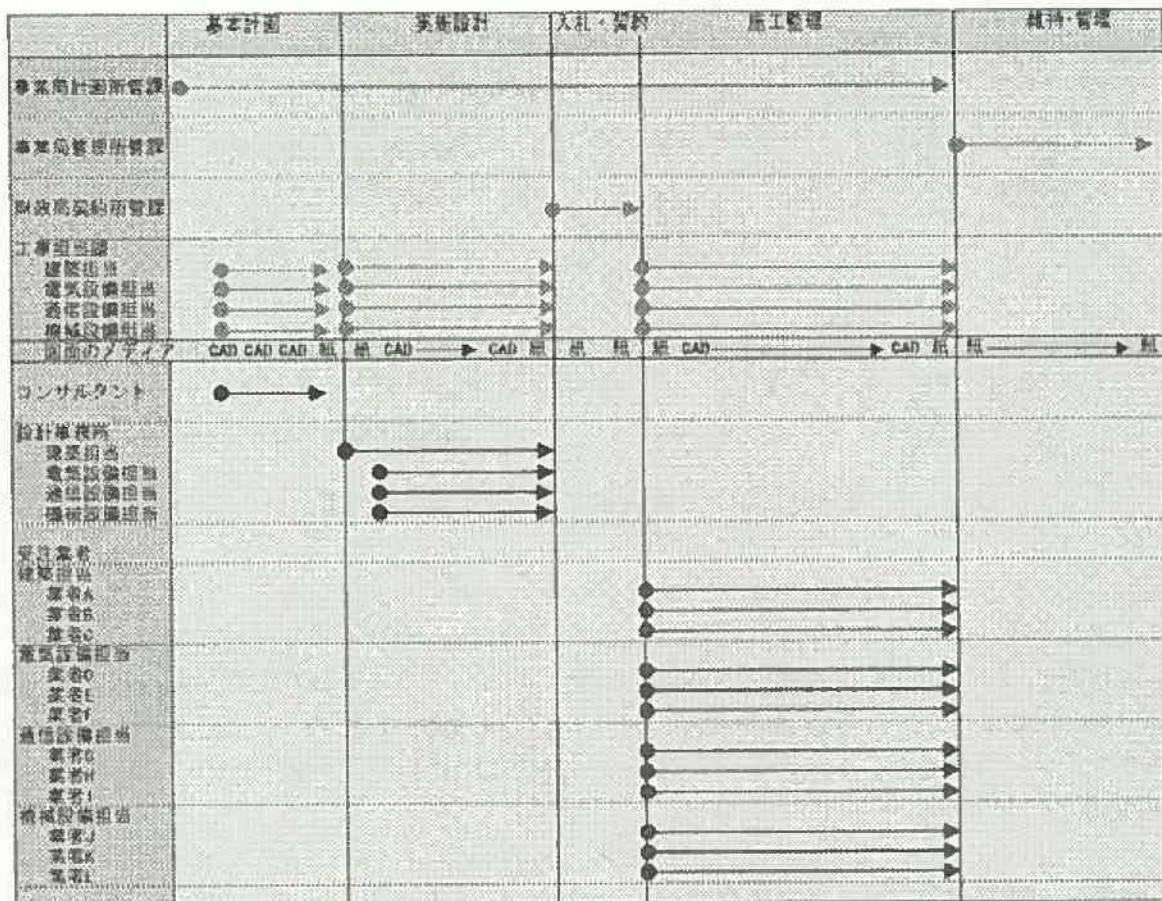 基本計画 実施設計 入札・契約 施工監理 維持・管理
事業局計画所管課
事業局管理所管課
財政局契約所管課
工事担当課
建築担当
電気設備担当
通信設備担当
機械設備担当
図面のメディア CAD CAD CAD 紙 紙 CAD CAD 紙 紙 紙 紙 CAD CAD 紙 紙 紙
コンサルタント
設計事務所
建築担当
電気設備担当
通信設備担当
機械設備担当
受注業者
建築担当
業者A
業者B
業者C
電気設備担当
業者D
業者E
業者F
通信設備担当
業者G
業者H
業者I
機械設備担当
業者J
業者K
業者L